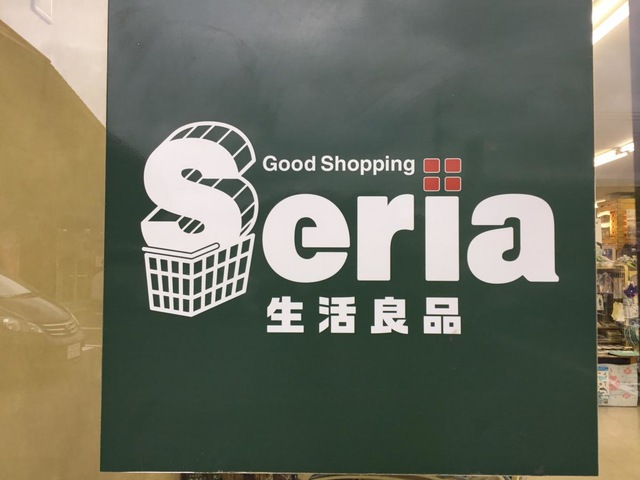 Good Shopping
Seria
生活良品